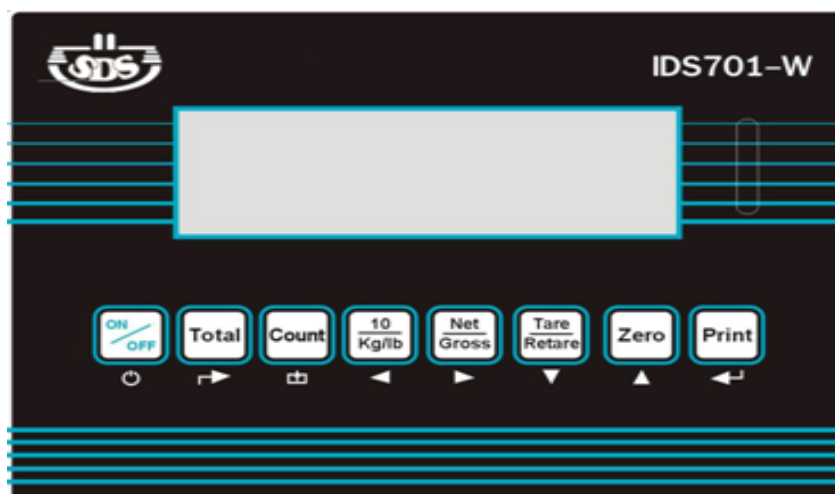 SDS
IDS701-W
ON
OFF
Total
Count
10
Kg/lb
Net
Gross
Tare
Retare
Zero
Print